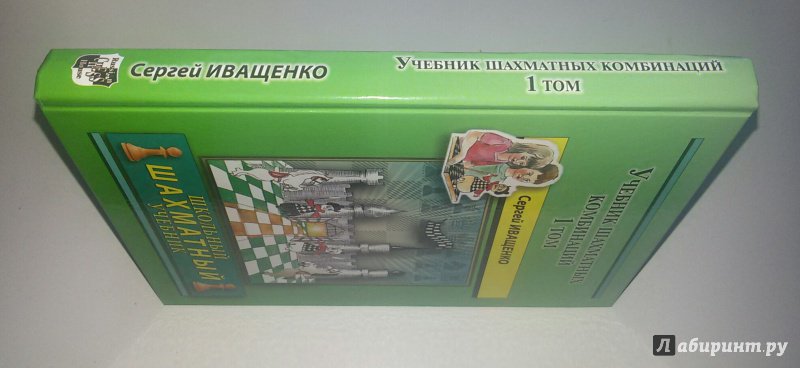 Сергей ИВАЩЕНКО
УЧЕБНИК ШАХМАТНЫХ КОМБИНАЦИЙ
1 ТОМ
УЧЕБНИК ШАХМАТНЫХ
КОМБИНАЦИЙ
1 ТОМ
Сергей ИВАЩЕНКО
ШКОЛЬНЫЙ
ШАХМАТНЫЙ
УЧЕБНИК
Лабиринт.ру